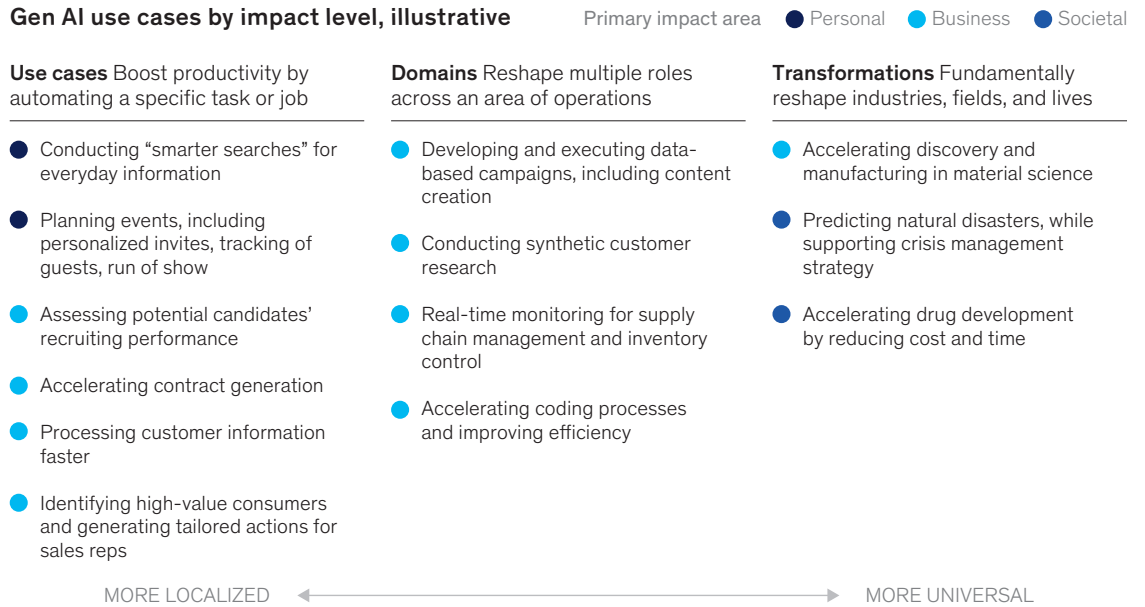 Gen AI use cases by impact level, illustrative
Primary impact area
Personal
Business
Societal
Use cases Boost productivity by
automating a specific task or job
Conducting “smarter searches” for
everyday information
Planning events, including
personalized invites, tracking of
guests, run of show
Assessing potential candidates’
recruiting performance
Accelerating contract generation
Processing customer information
faster
Identifying high-value consumers
and generating tailored actions for
sales reps
Domains Reshape multiple roles
across an area of operations
Developing and executing data-
based campaigns, including content
creation
Conducting synthetic customer
research
Real-time monitoring for supply
chain management and inventory
control
Accelerating coding processes
and improving efficiency
Transformations Fundamentally
reshape industries, fields, and lives
Accelerating discovery and
manufacturing in material science
Predicting natural disasters, while
supporting crisis management
strategy
Accelerating drug development
by reducing cost and time
MORE LOCALIZED
MORE UNIVERSAL